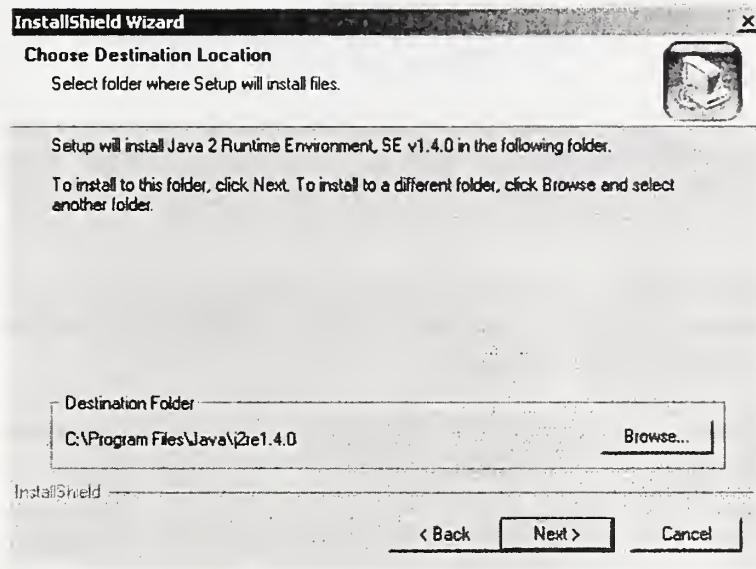 InstallShield Wizard
Choose Destination Location
Select folder where Setup will install files.
Setup will install Java 2 Runtime Environment, SE v1.4.0 in the following folder.
To install to this folder, click Next. To install to a different folder, click Browse and select
another folder.
Destination Folder
C:\Program Files\Java\j2re1.4.0
Browse...
InstallShield
< Back
Next >
Cancel